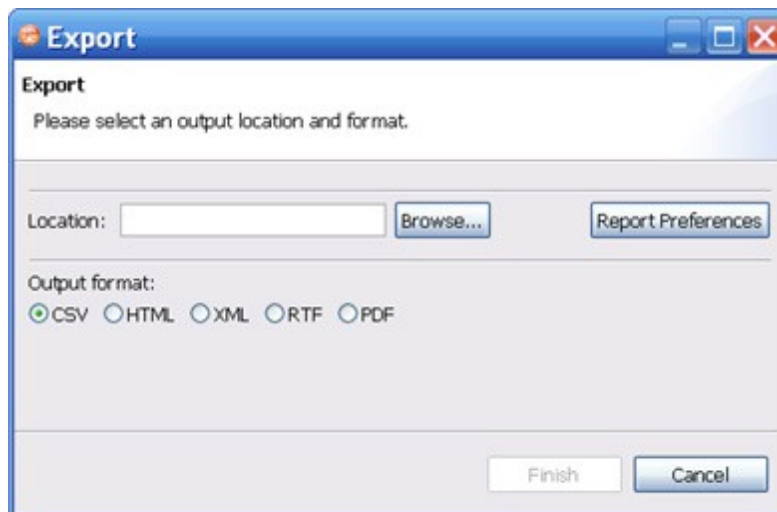 Export
Export
Please select an output location and format.
Location: Browse... Report Preferences
Output format:
CSV HTML XML RTF PDF
Finish Cancel